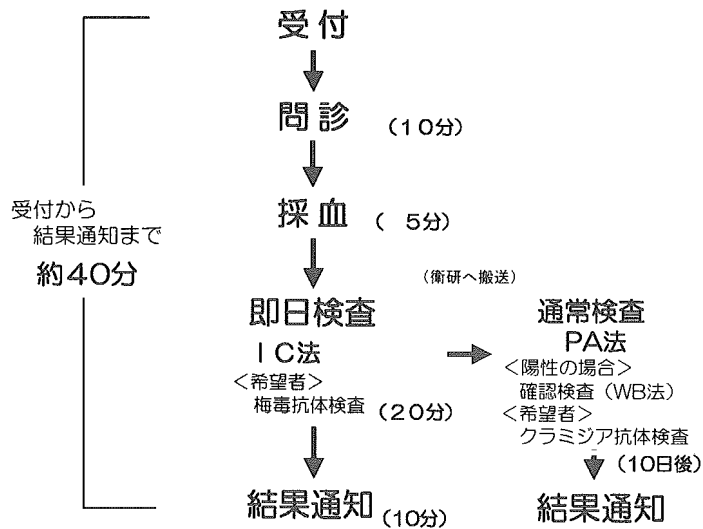 受付
問診 (10分)
採血 ( 5分)
受付から
結果通知まで
約40分
(衛研へ搬送)
即日検査
IC法
<希望者>
梅毒抗体検査 (20分)
結果通知 (10分)
通常検査
PA法
<陽性の場合>
確認検査（WB法）
<希望者>
クラミジア抗体検査
(10日後)
結果通知